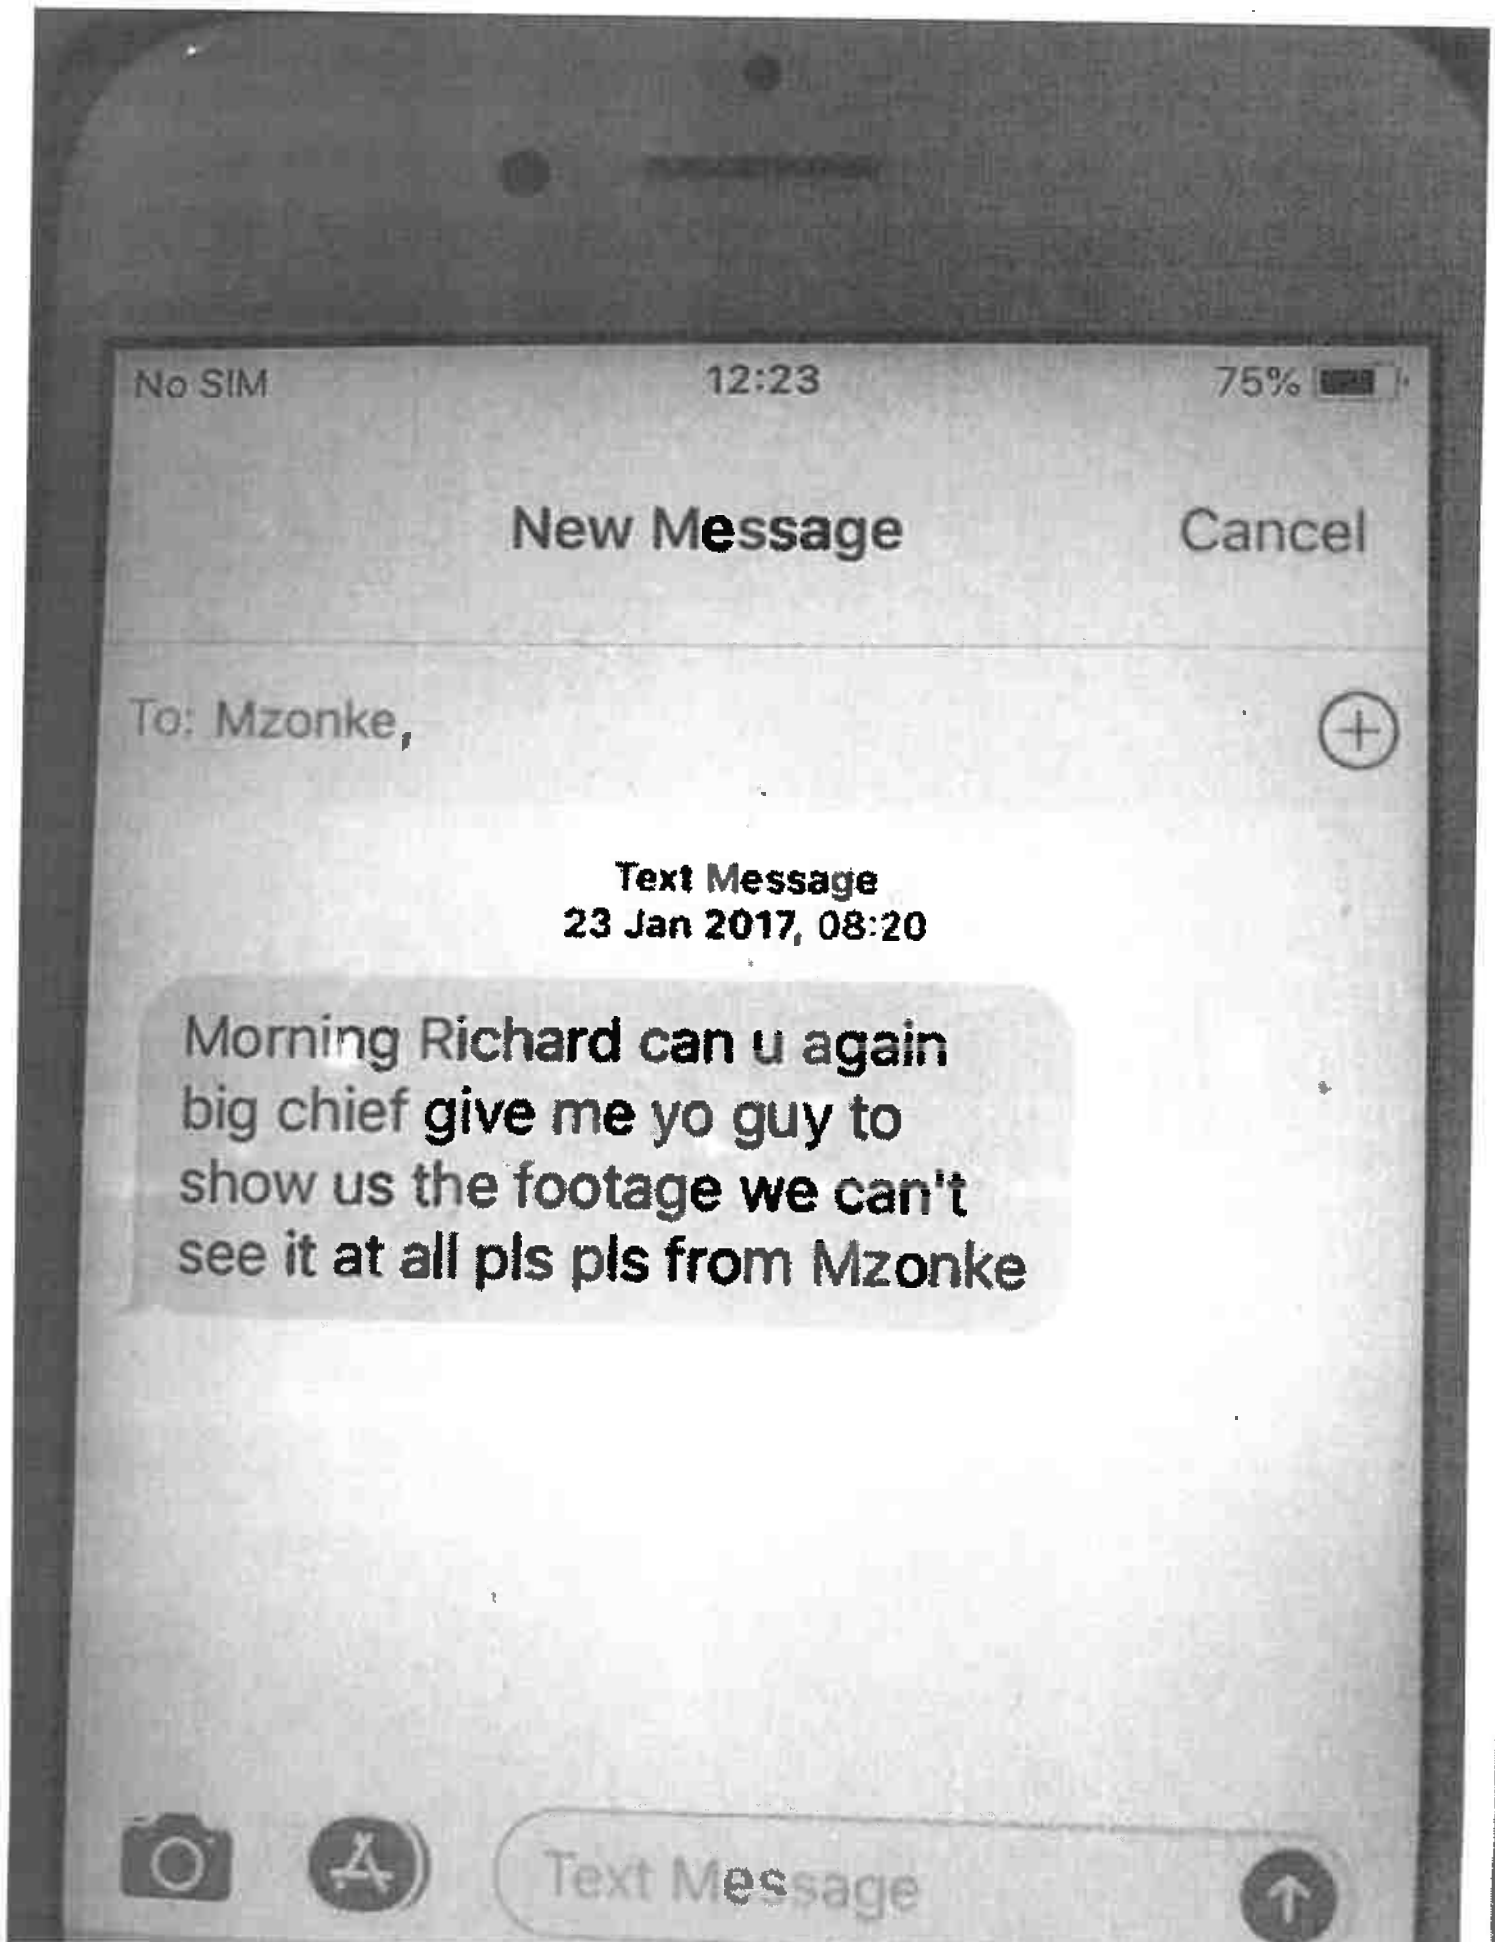 No SIM 12:23 75%
New Message Cancel
To: Mzonke,
Text Message
23 Jan 2017, 08:20
Morning Richard can u again
big chief give me yo guy to
show us the footage we can't
see it at all pls pls from Mzonke
Text Message